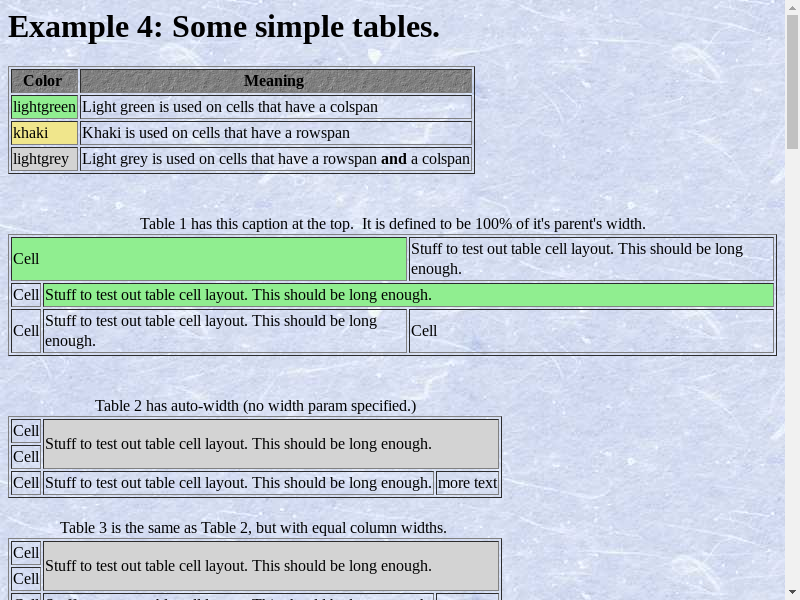 Example 4: Some simple tables.
Color Meaning
lightgreen Light green is used on cells that have a colspan
khaki Khaki is used on cells that have a rowspan
lightgrey Light grey is used on cells that have a rowspan and a colspan
Table 1 has this caption at the top.  It is defined to be 100% of it's parent's width.
Cell Stuff to test out table cell layout. This should be long
enough.
Cell Stuff to test out table cell layout. This should be long enough.
Cell Stuff to test out table cell layout. This should be long
enough. Cell
Table 2 has auto-width (no width param specified.)
Cell
Stuff to test out table cell layout. This should be long enough.
Cell
Cell Stuff to test out table cell layout. This should be long enough. more text
Table 3 is the same as Table 2, but with equal column widths.
Cell
Stuff to test out table cell layout. This should be long enough.
Cell